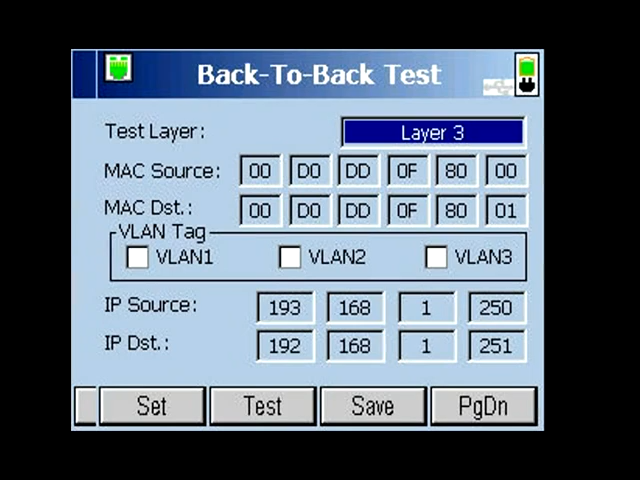 Back-To-Back Test
Test Layer: Layer 3
MAC Source: 00 D0 DD 0F 80 00
MAC Dst.: 00 D0 DD 0F 80 01
VLAN Tag
VLAN1 VLAN2 VLAN3
IP Source: 193 168 1 250
IP Dst.: 192 168 1 251
Set Test Save PgDn